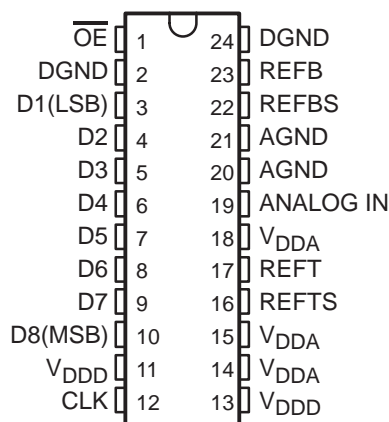 O̅E̅ 1 24 DGND
DGND 2 23 REFB
D1(LSB) 3 22 REFBS
D2 4 21 AGND
D3 5 20 AGND
D4 6 19 ANALOG IN
D5 7 18 VDDA
D6 8 17 REFT
D7 9 16 REFTS
D8(MSB) 10 15 VDDA
VDDD 11 14 VDDA
CLK 12 13 VDDD